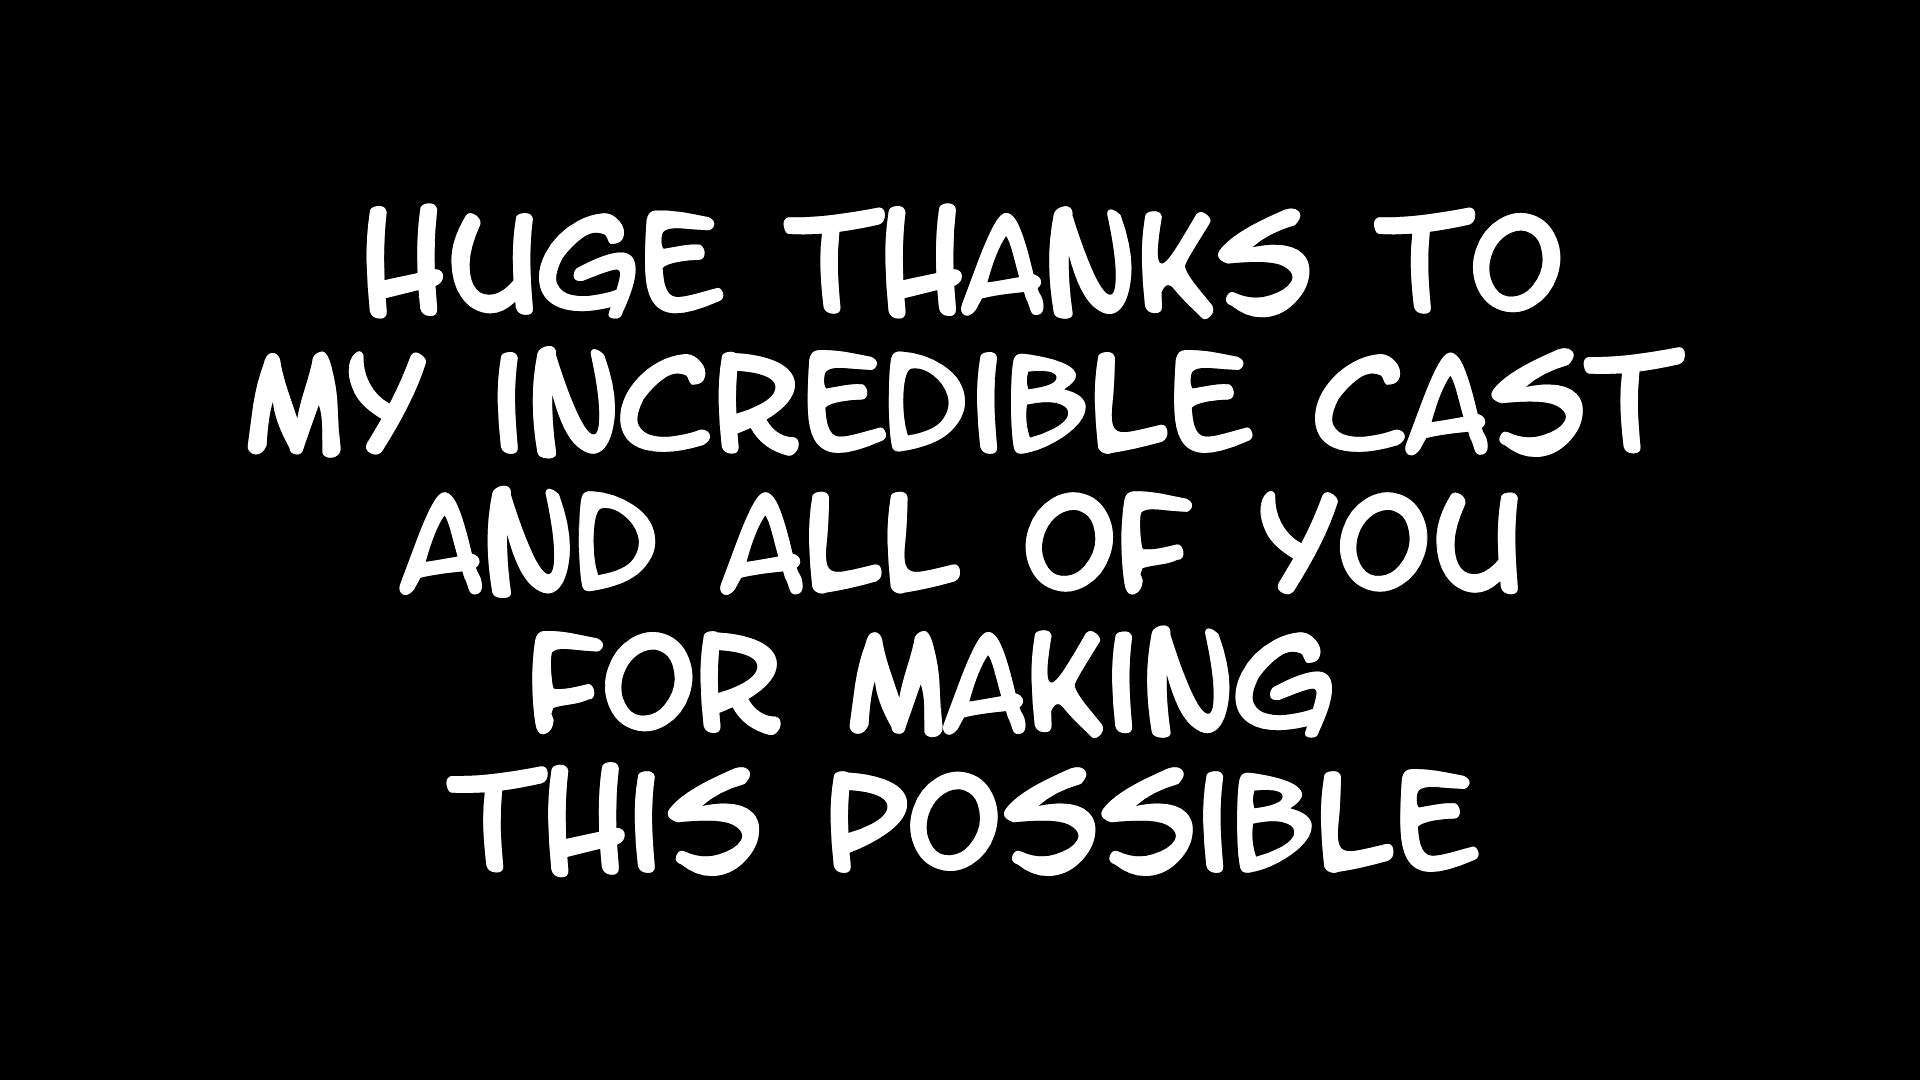 HUGE THANKS TO
MY INCREDIBLE CAST
AND ALL OF YOU
FOR MAKING
THIS POSSIBLE